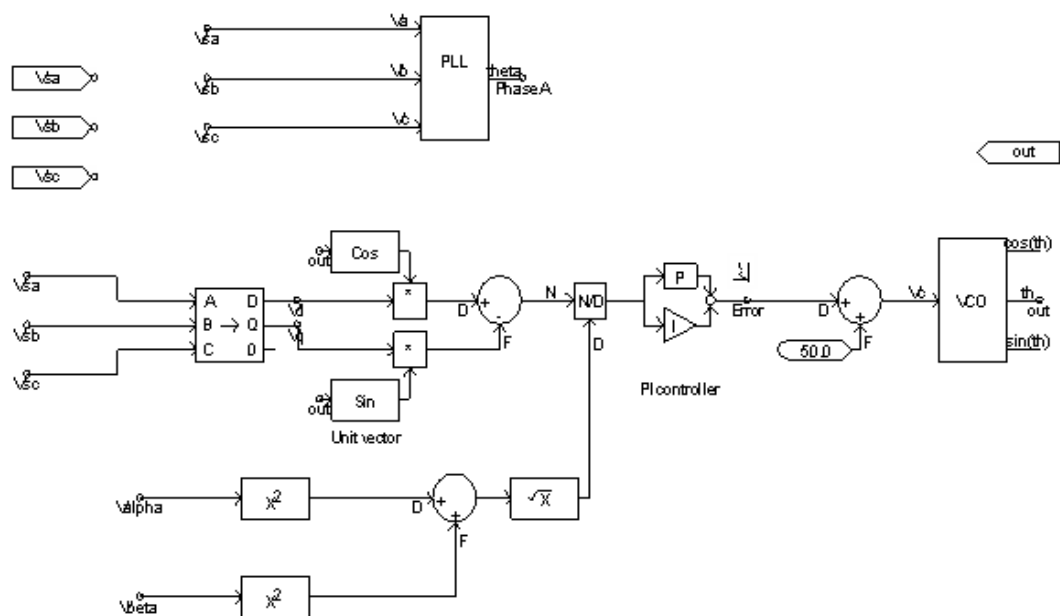 Vsa
Vsb
Vsc
Vsa
Vsb
Vsc
Va
Vb
Vc
PLL
theta
Phase A
out
Vsa
Vsb
Vsc
A
B
C
D
Q
0
Vd
Vq
out
Cos
*
*
out
Sin
Unit vector
D
+
-
F
N
N/D
D
P
I
Error
PI controller
D
+
+
F
50.0
Vc
VCO
cos(th)
th
out
sin(th)
Valpha
X²
D
+
+
F
√X
Vbeta
X²